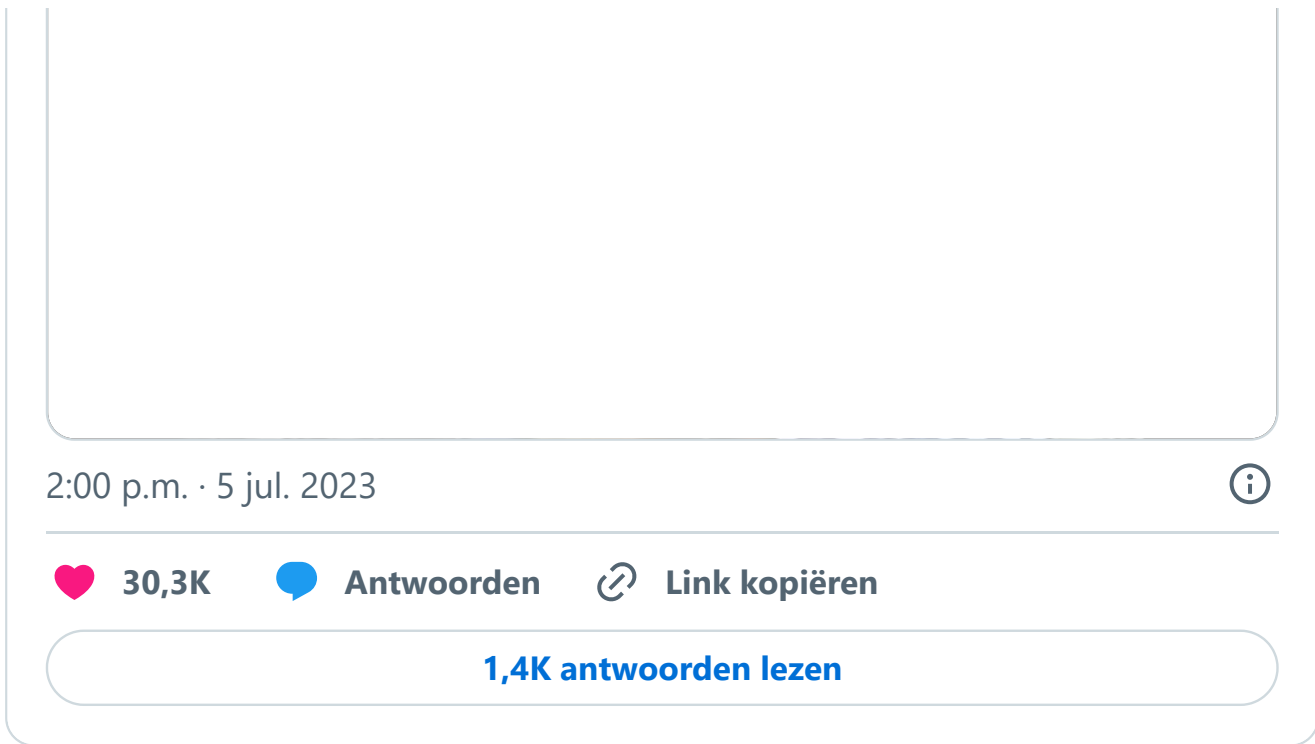 2:00 p.m. · 5 jul. 2023
30,3K Antwoorden Link kopiëren
1,4K antwoorden lezen